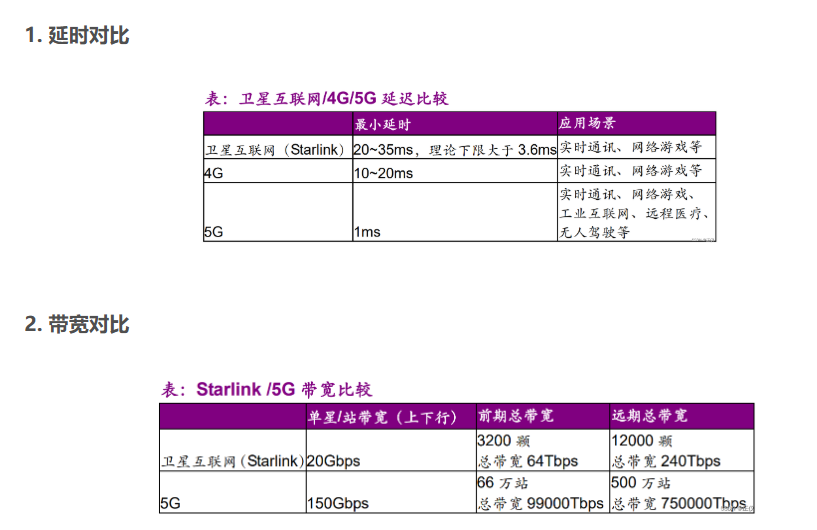 1. 延时对比
表：卫星互联网/4G/5G 延迟比较
最小延时 应用场景
卫星互联网（Starlink） 20~35ms，理论下限大于 3.6ms 实时通讯、网络游戏等
4G 10~20ms 实时通讯、网络游戏等
实时通讯、网络游戏、
工业互联网、远程医疗、
5G 1ms 无人驾驶等
2. 带宽对比
表：Starlink /5G 带宽比较
单星/站带宽（上下行） 前期总带宽 远期总带宽
3200 颗 12000 颗
卫星互联网（Starlink） 20Gbps 总带宽 64Tbps 总带宽 240Tbps
66 万站 500 万站
5G 150Gbps 总带宽 99000Tbps 总带宽 750000Tbps